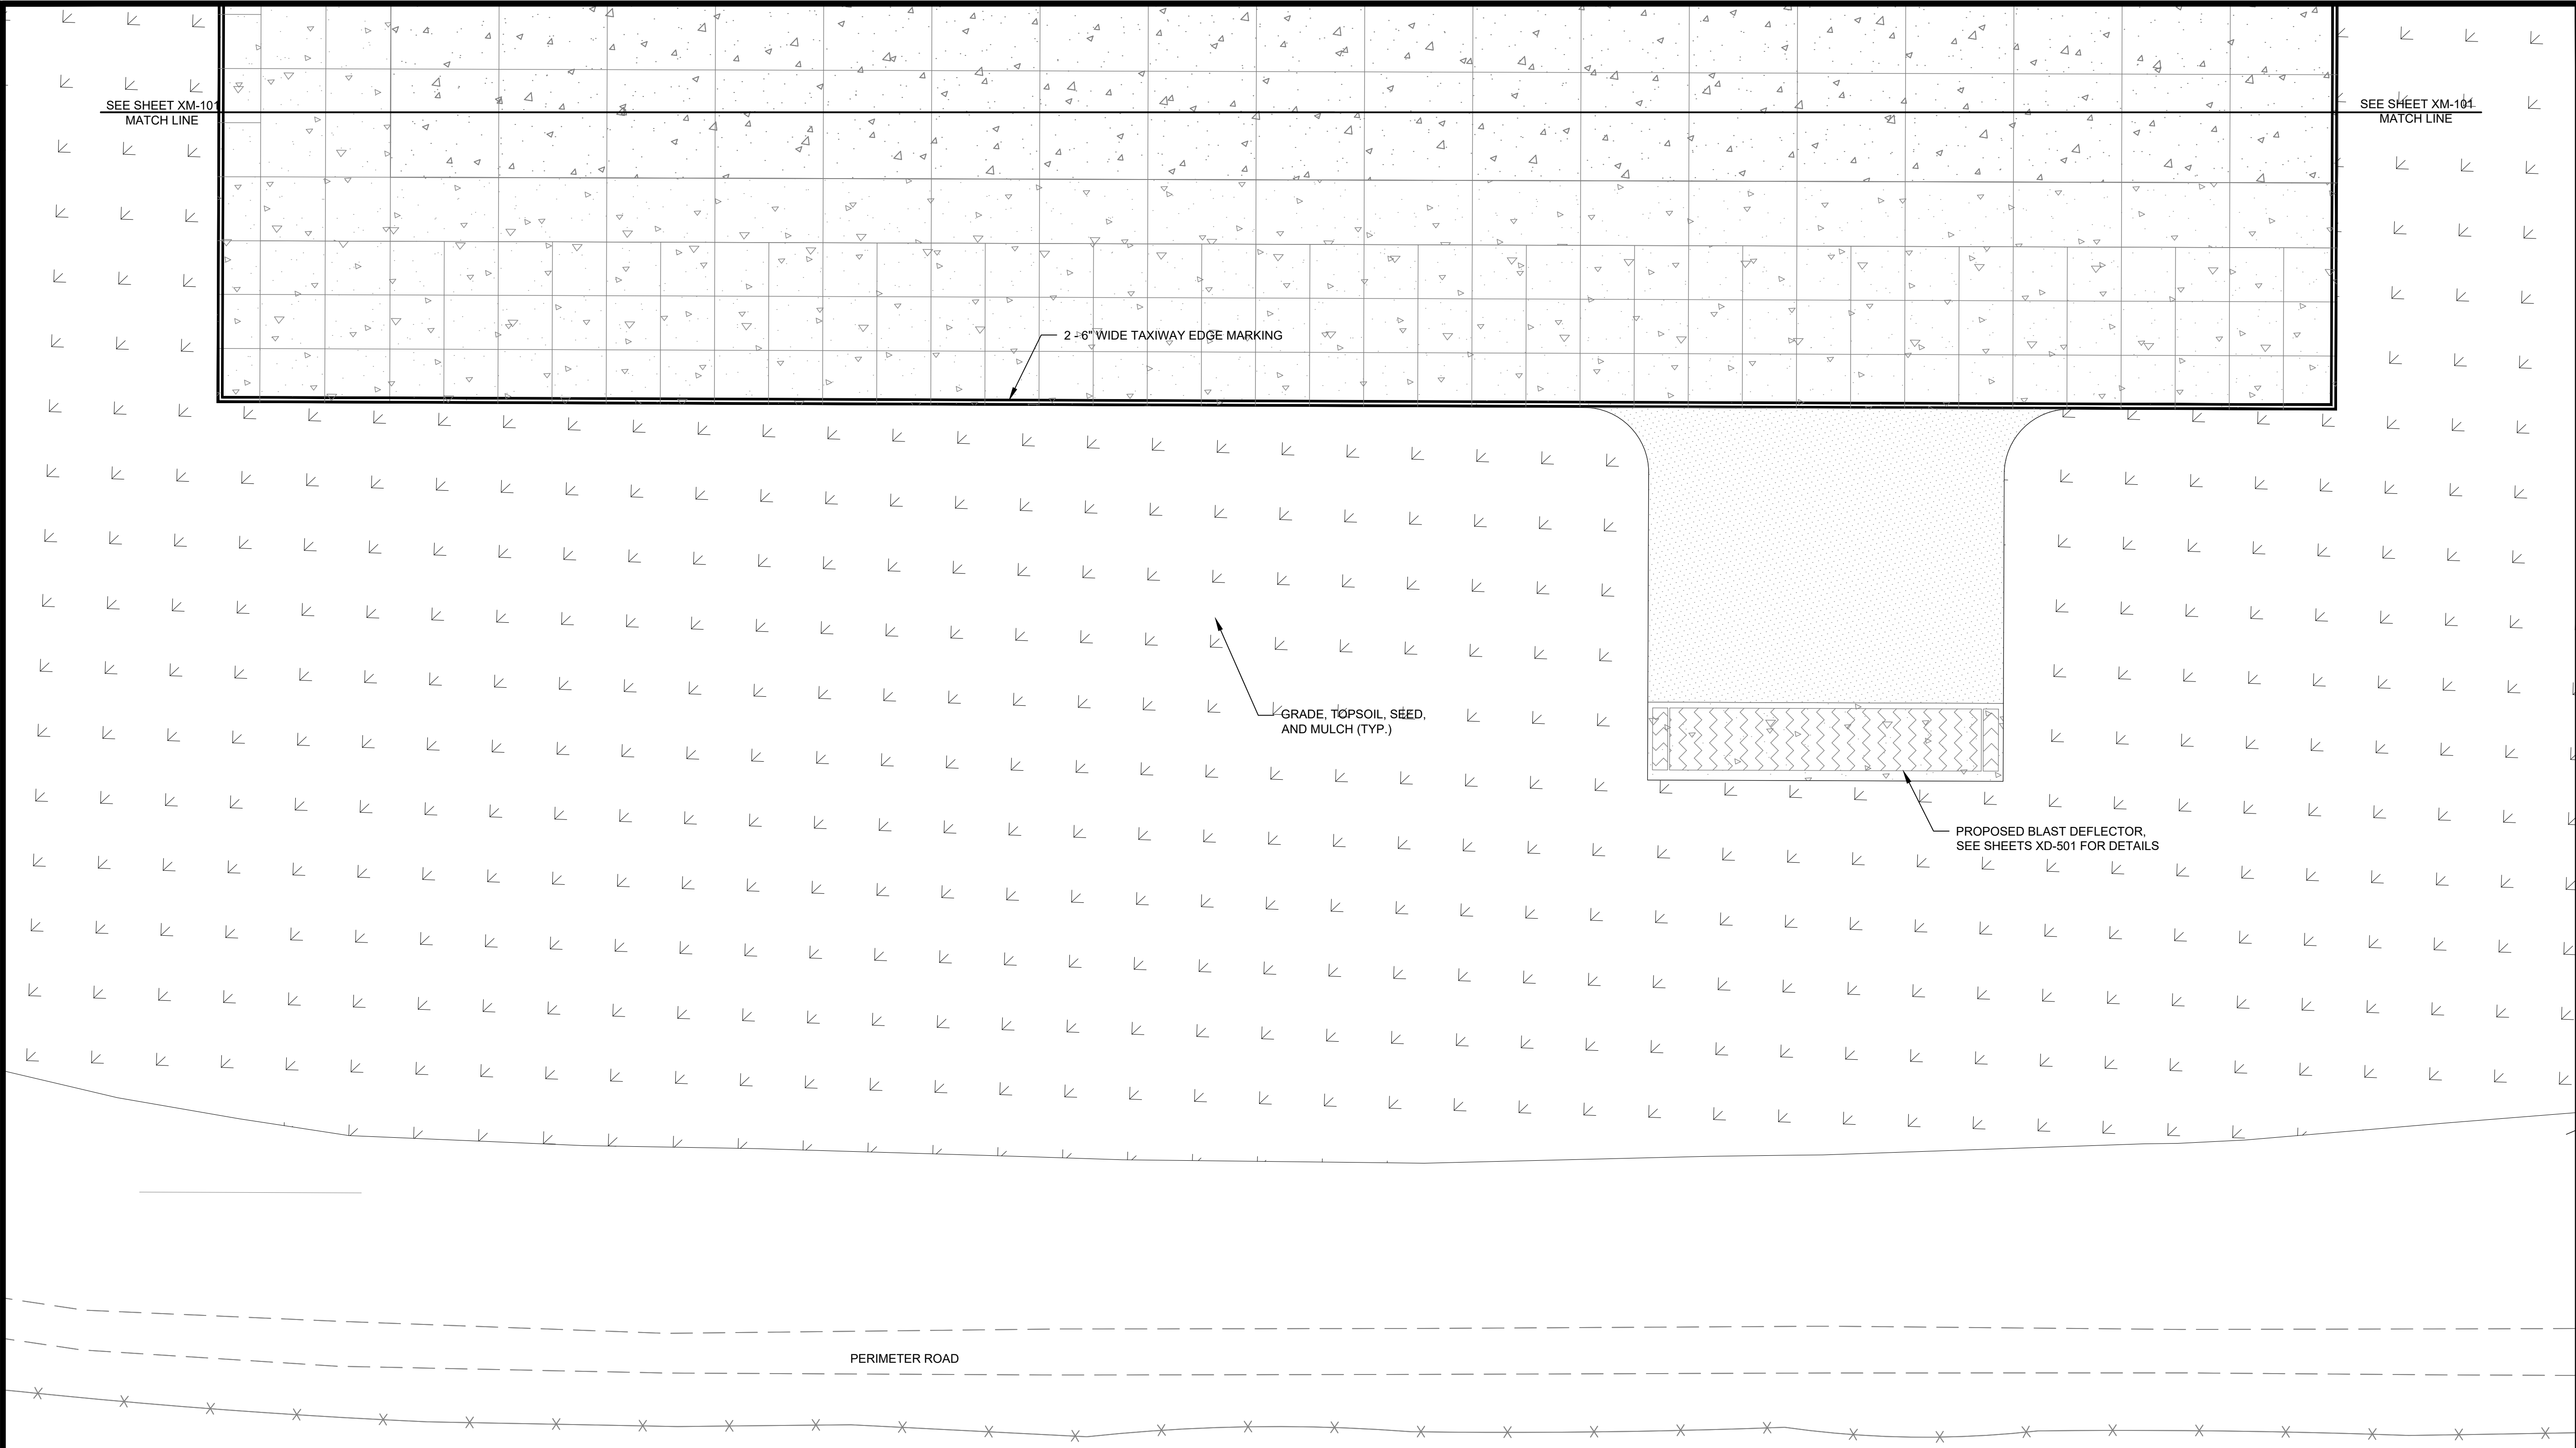 SEE SHEET XM-101
MATCH LINE
SEE SHEET XM-101
MATCH LINE
2 - 6" WIDE TAXIWAY EDGE MARKING
GRADE, TOPSOIL, SEED,
AND MULCH (TYP.)
PROPOSED BLAST DEFLECTOR,
SEE SHEETS XD-501 FOR DETAILS
PERIMETER ROAD